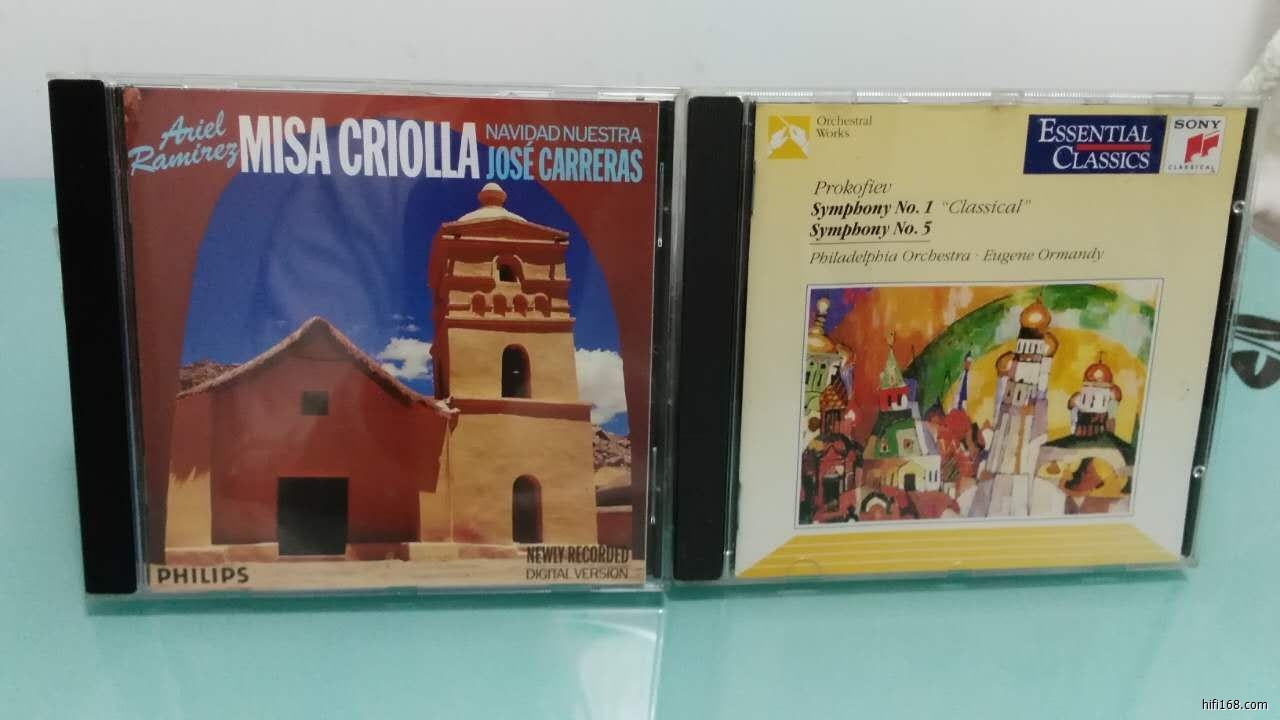 Ariel
Ramirez
MISA CRIOLLA
NAVIDAD NUESTRA
JOSÉ CARRERAS
NEWLY RECORDED
DIGITAL VERSION
PHILIPS
Orchestral
Works
ESSENTIAL
CLASSICS
SONY
CLASSICAL
Prokofiev
Symphony No. 1 "Classical"
Symphony No. 5
Philadelphia Orchestra · Eugene Ormandy
hifi168.com